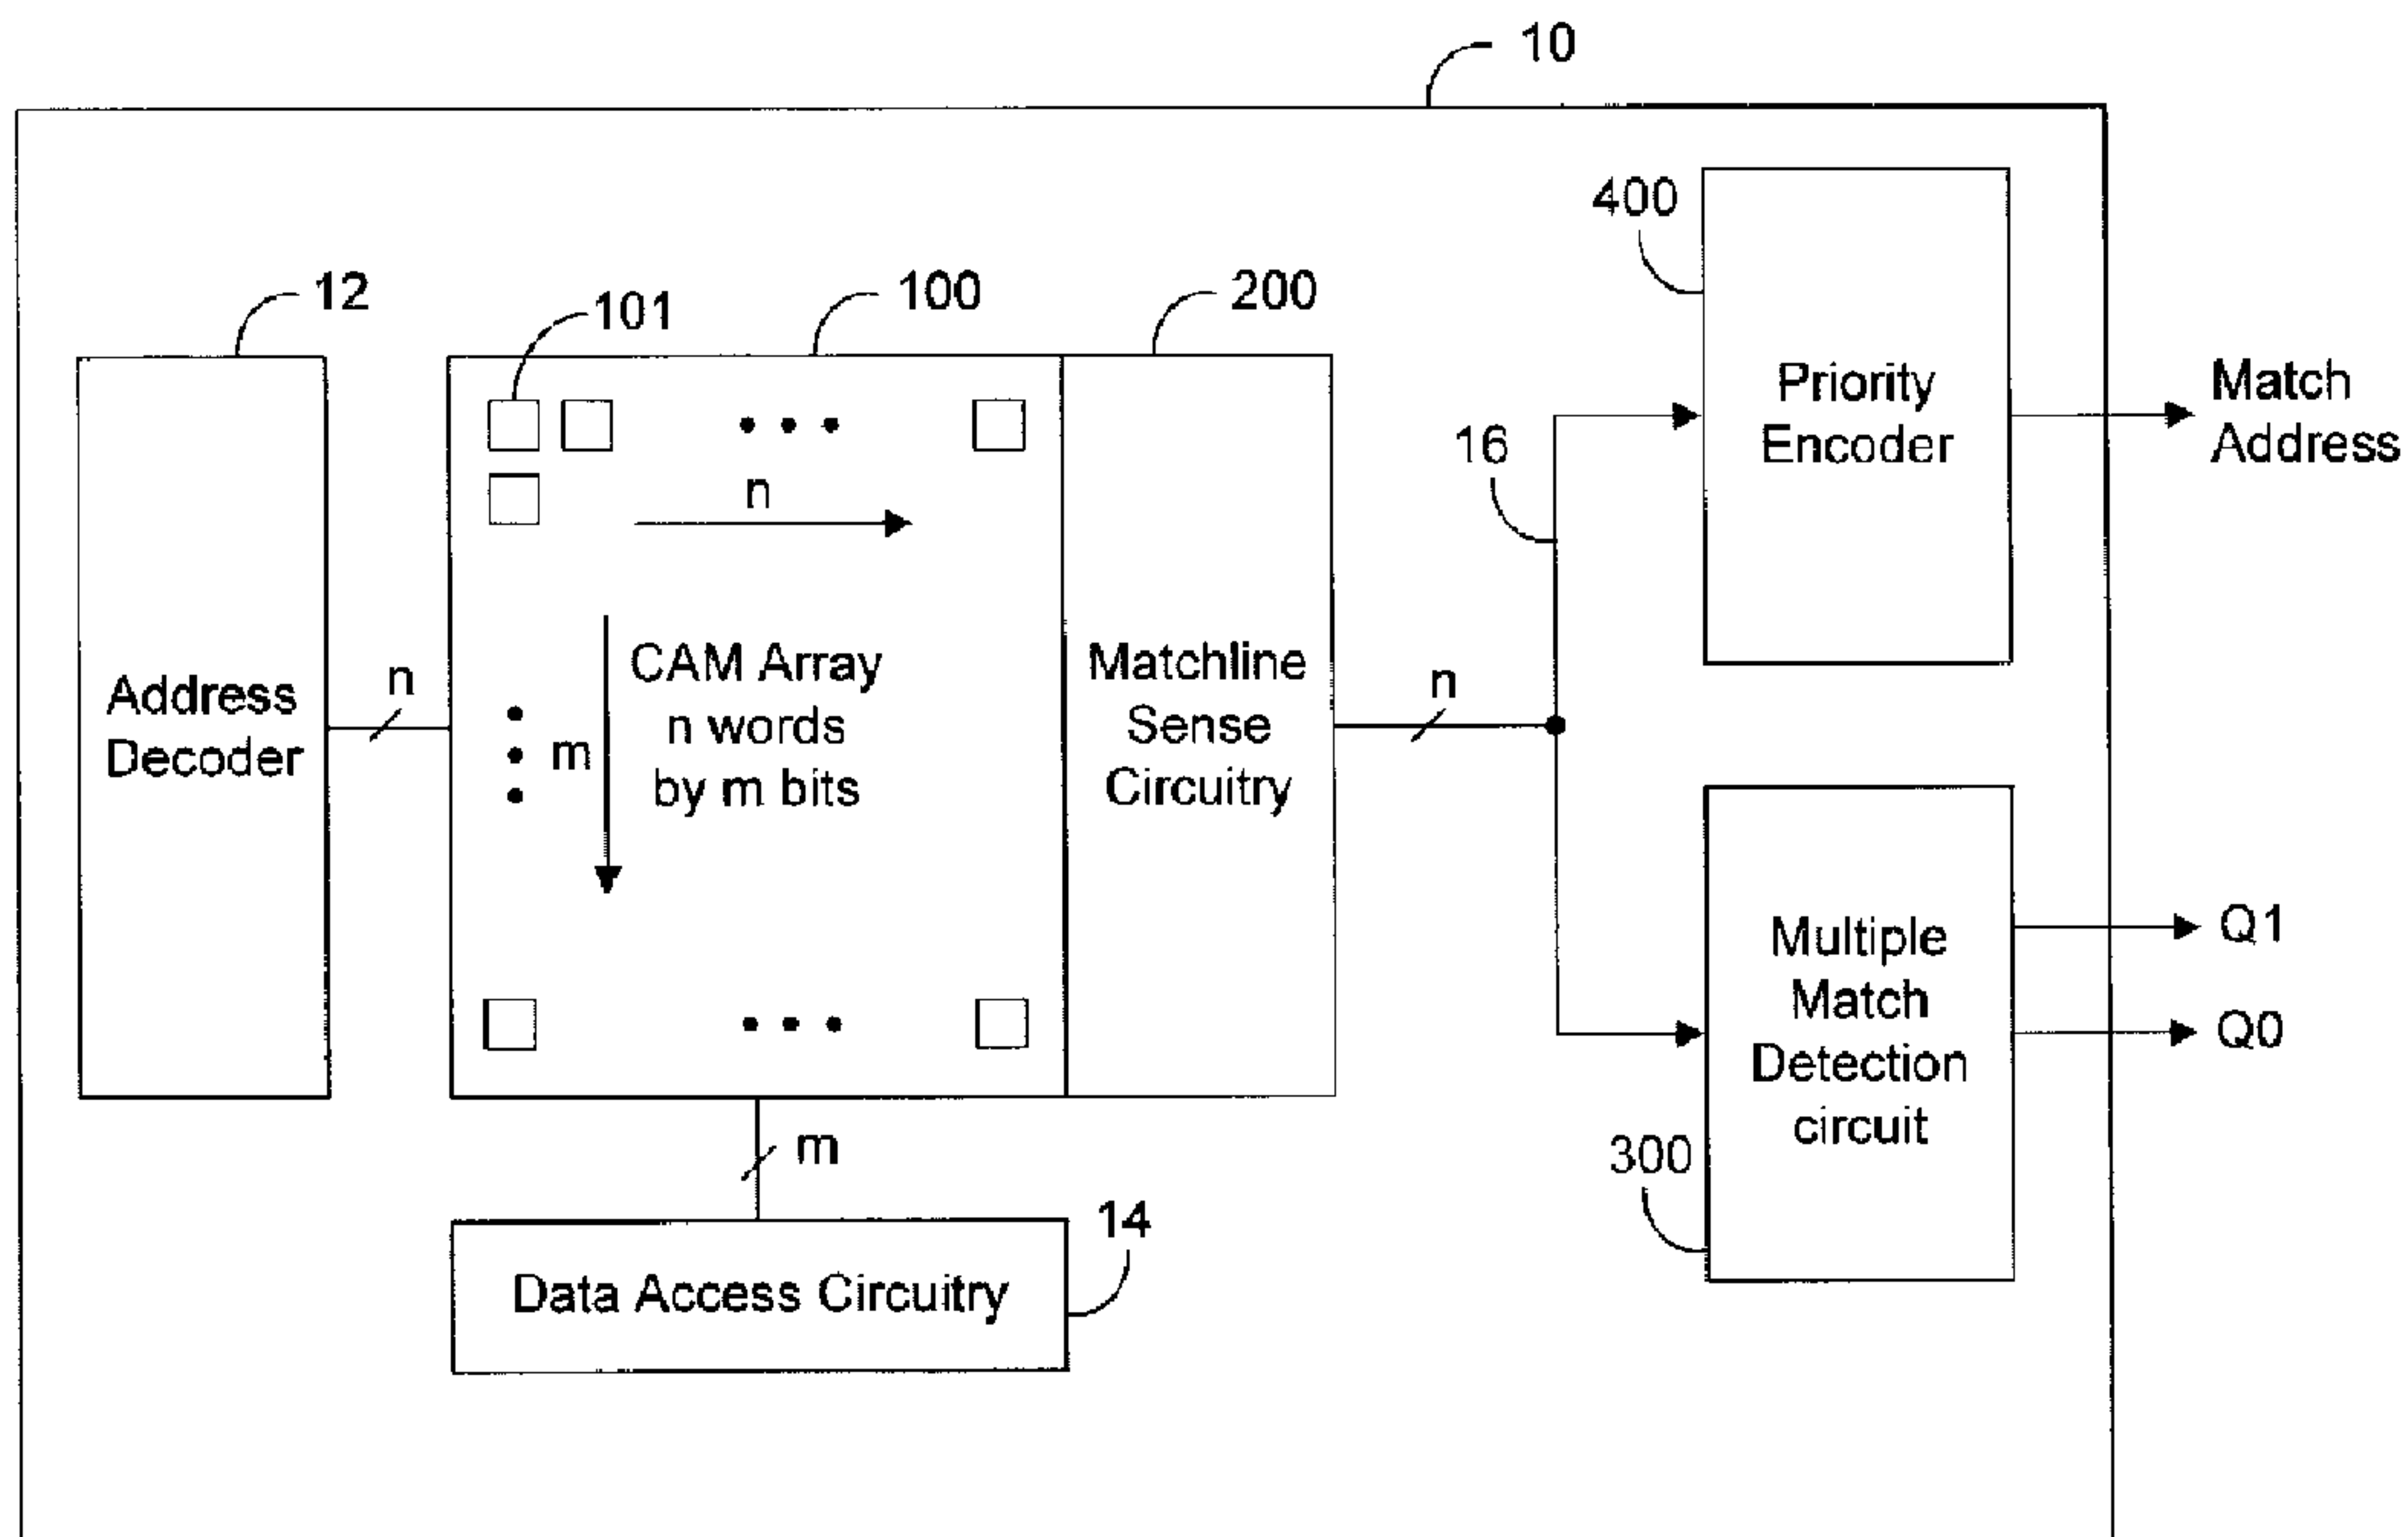 10
400
12
101
100
200
Priority
Encoder
Match
Address
16
n
Address
Decoder
n
CAM Array
n words
by m bits
m
Matchline
Sense
Circuitry
n
Multiple
Match
Detection
circuit
Q1
Q0
300
m
14
Data Access Circuitry